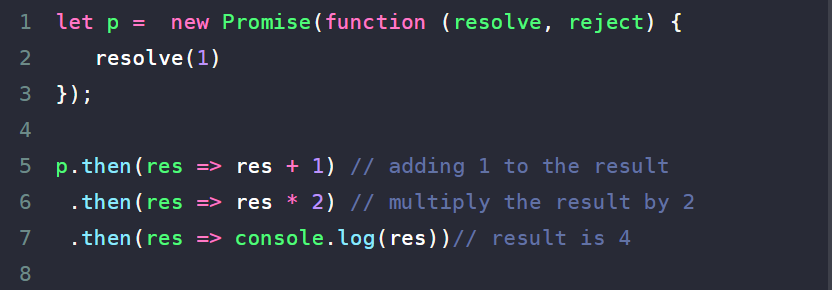 1 let p =  new Promise(function (resolve, reject) {
2    resolve(1)
3 });
4
5 p.then(res => res + 1) // adding 1 to the result
6  .then(res => res * 2) // multiply the result by 2
7  .then(res => console.log(res))// result is 4
8